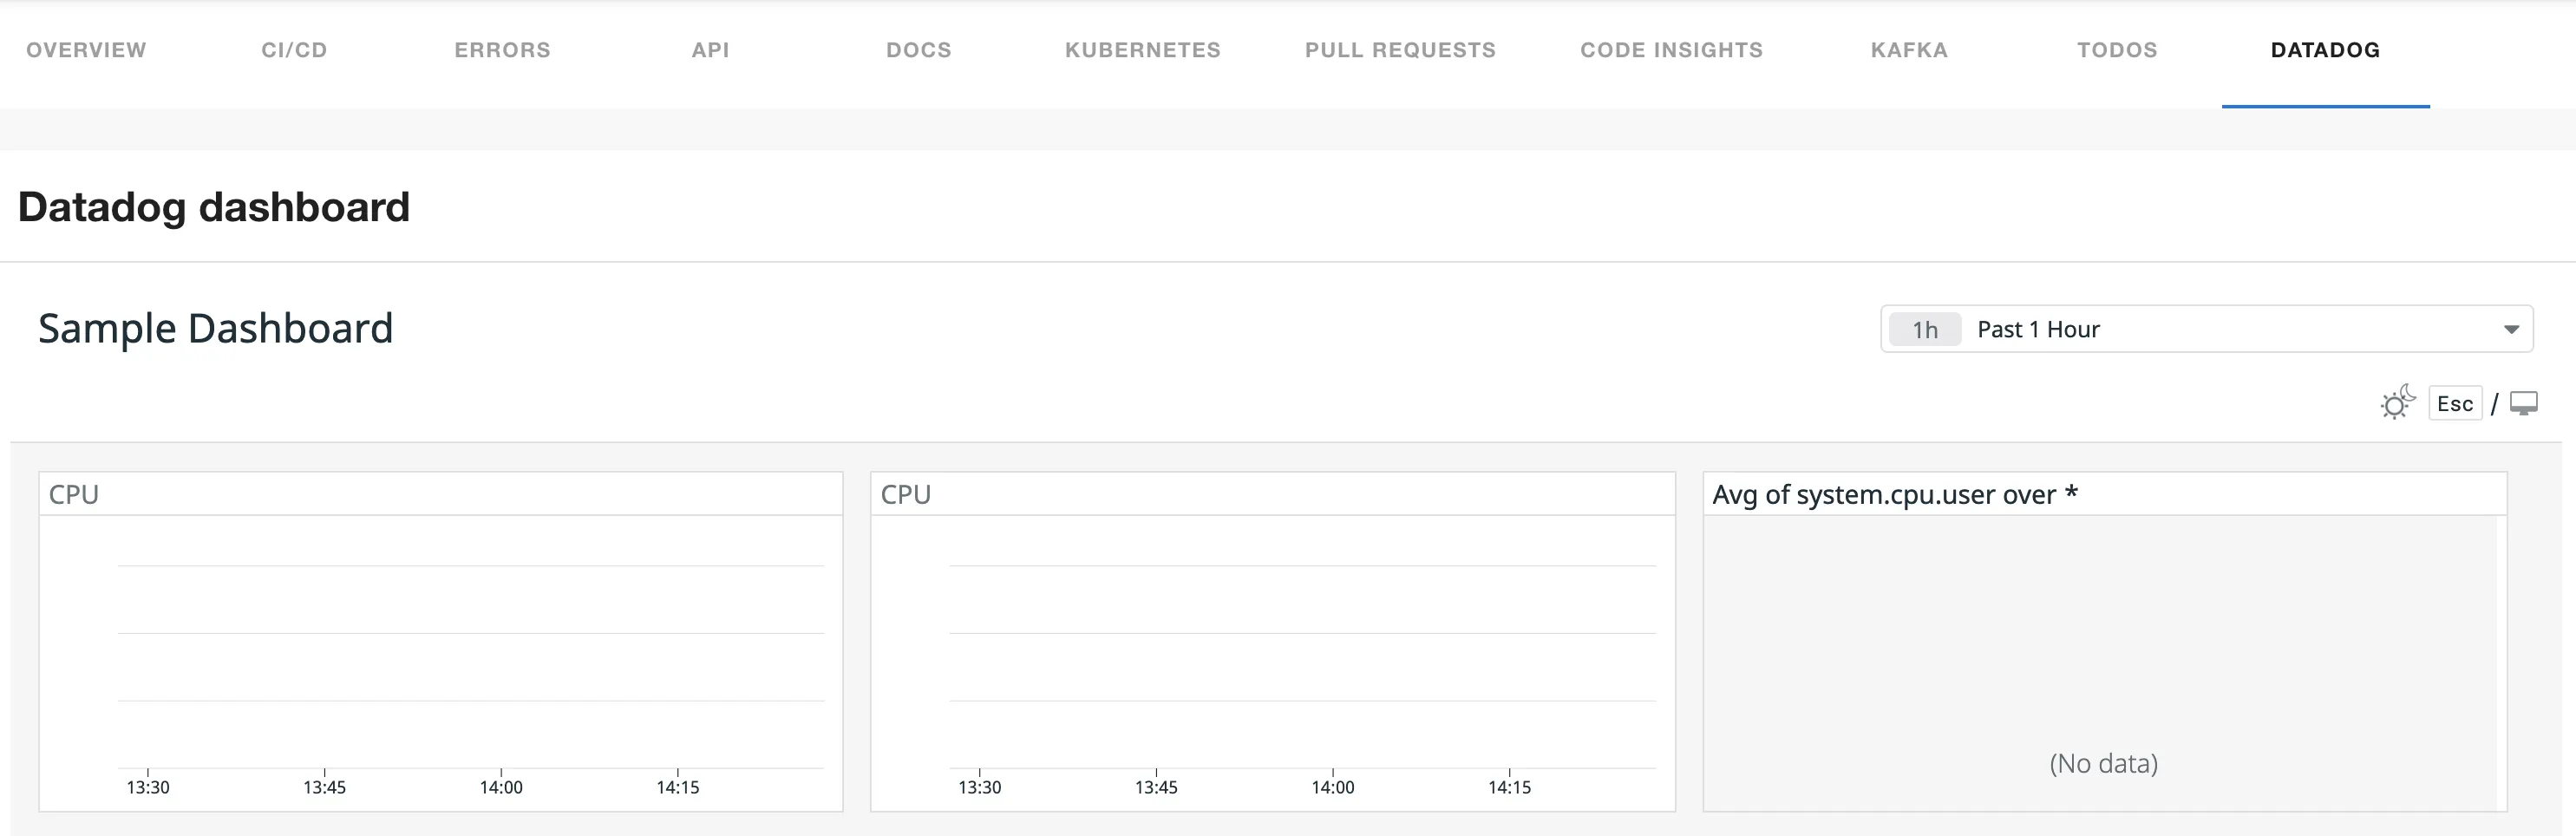 OVERVIEW CI/CD ERRORS API DOCS KUBERNETES PULL REQUESTS CODE INSIGHTS KAFKA TODOS DATADOG
Datadog dashboard
Sample Dashboard
1h Past 1 Hour
Esc /
CPU
13:30 13:45 14:00 14:15
CPU
13:30 13:45 14:00 14:15
Avg of system.cpu.user over *
(No data)